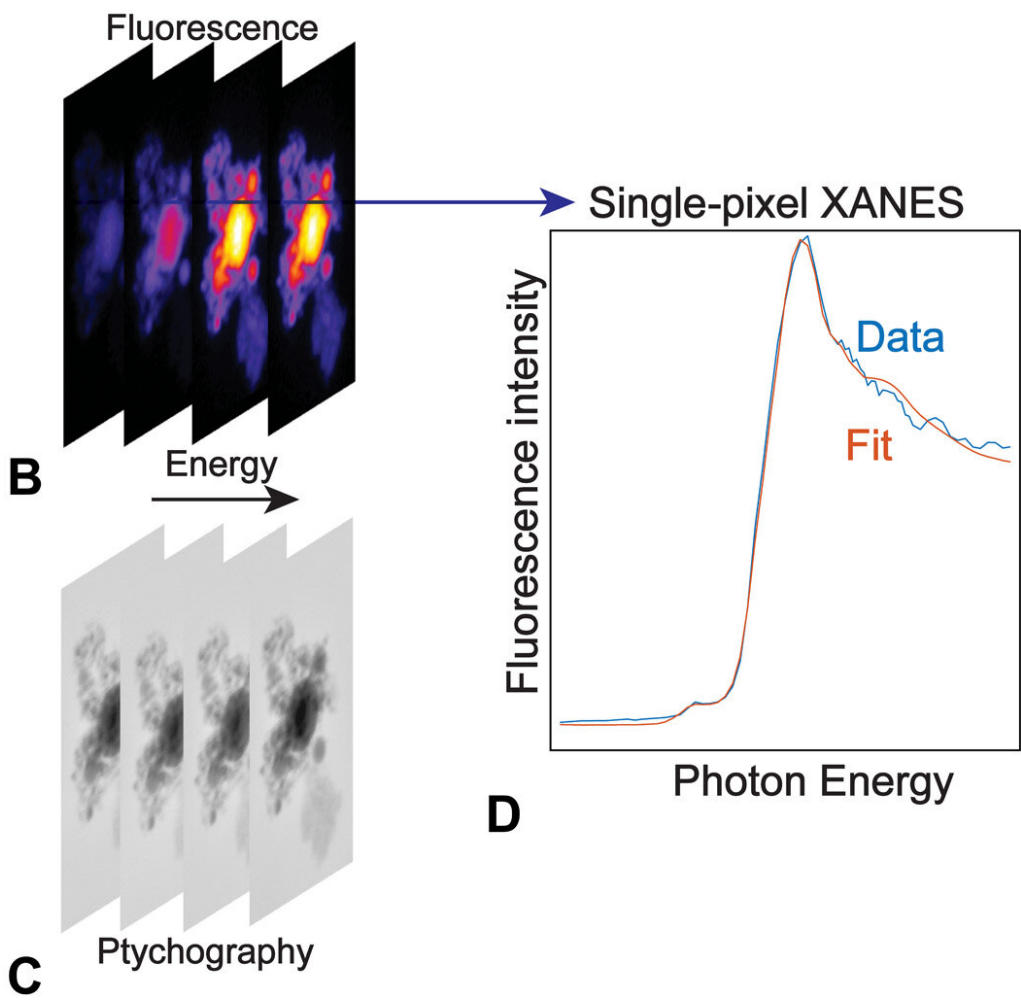 Fluorescence
B
Energy
Ptychography
C
Single-pixel XANES
Fluorescence intensity
Data
Fit
Photon Energy
D